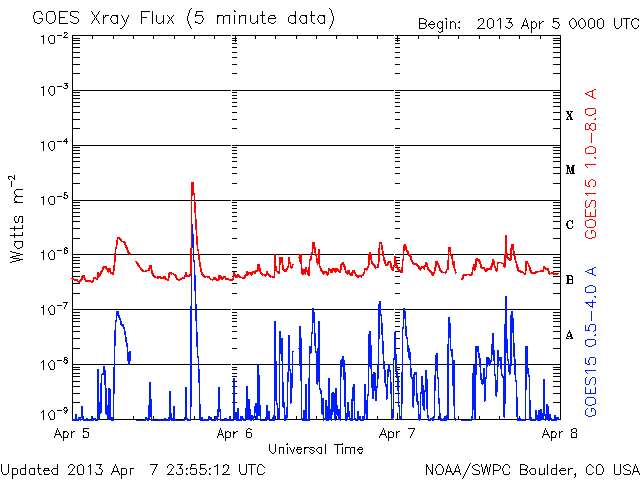 GOES Xray Flux (5 minute data)
Begin: 2013 Apr 5 0000 UTC
10-2
10-3
10-4
10-5
10-6
10-7
10-8
10-9
Watts m-2
X
M
C
B
A
GOES15 1.0-8.0 A
GOES15 0.5-4.0 A
Apr 5
Apr 6
Apr 7
Apr 8
Universal Time
Updated 2013 Apr 7 23:55:12 UTC
NOAA/SWPC Boulder, CO USA